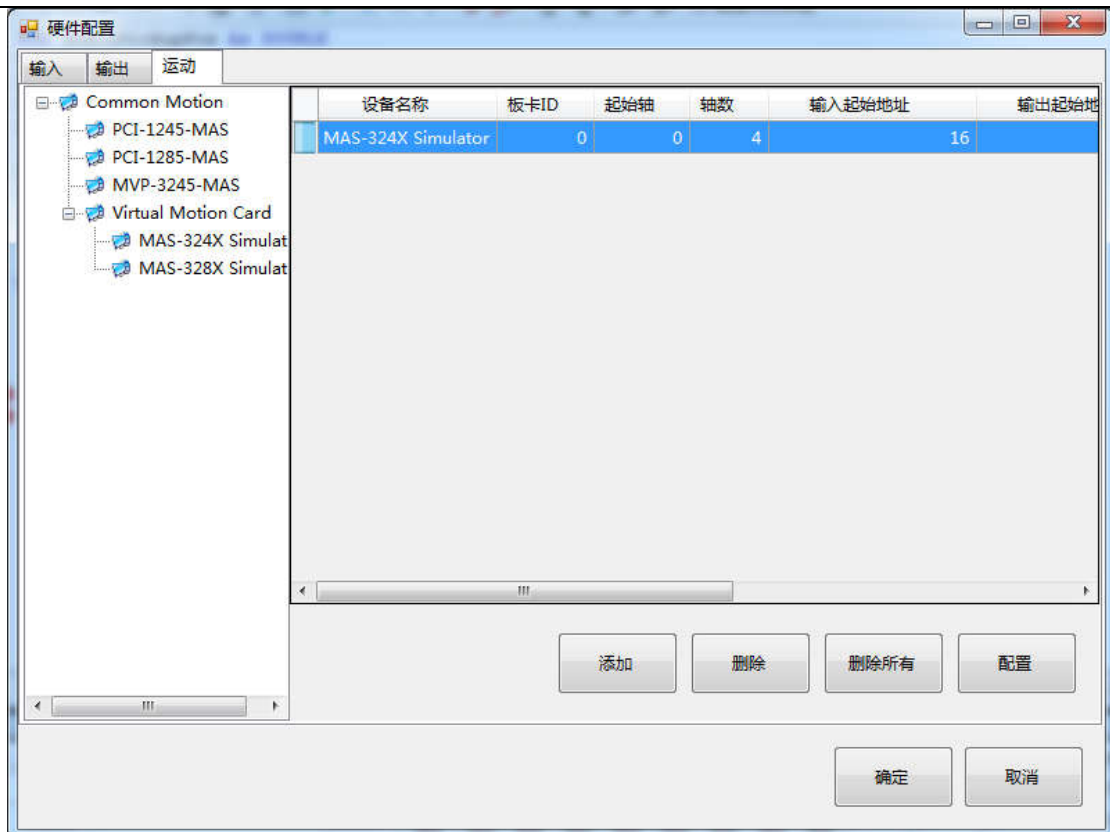 硬件配置
输入 输出 运动
Common Motion
PCI-1245-MAS
PCI-1285-MAS
MVP-3245-MAS
Virtual Motion Card
MAS-324X Simulat
MAS-328X Simulat
设备名称 板卡ID 起始轴 轴数 输入起始地址 输出起始地
MAS-324X Simulator 0 0 4 16
添加 删除 删除所有 配置
确定 取消